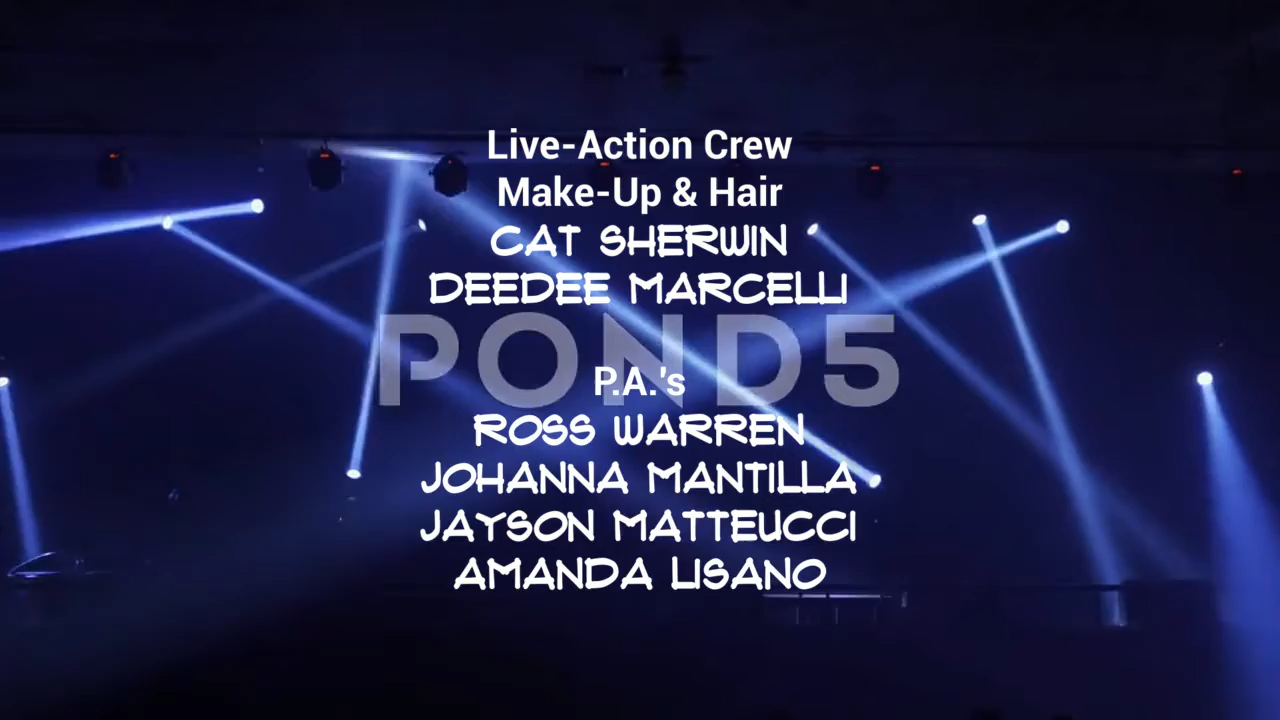 Live-Action Crew
Make-Up & Hair
CAT SHERWIN
DEEDEE MARCELLI
POND5
P.A.'s
ROSS WARREN
JOHANNA MANTILLA
JAYSON MATTEUCCI
AMANDA LISANO